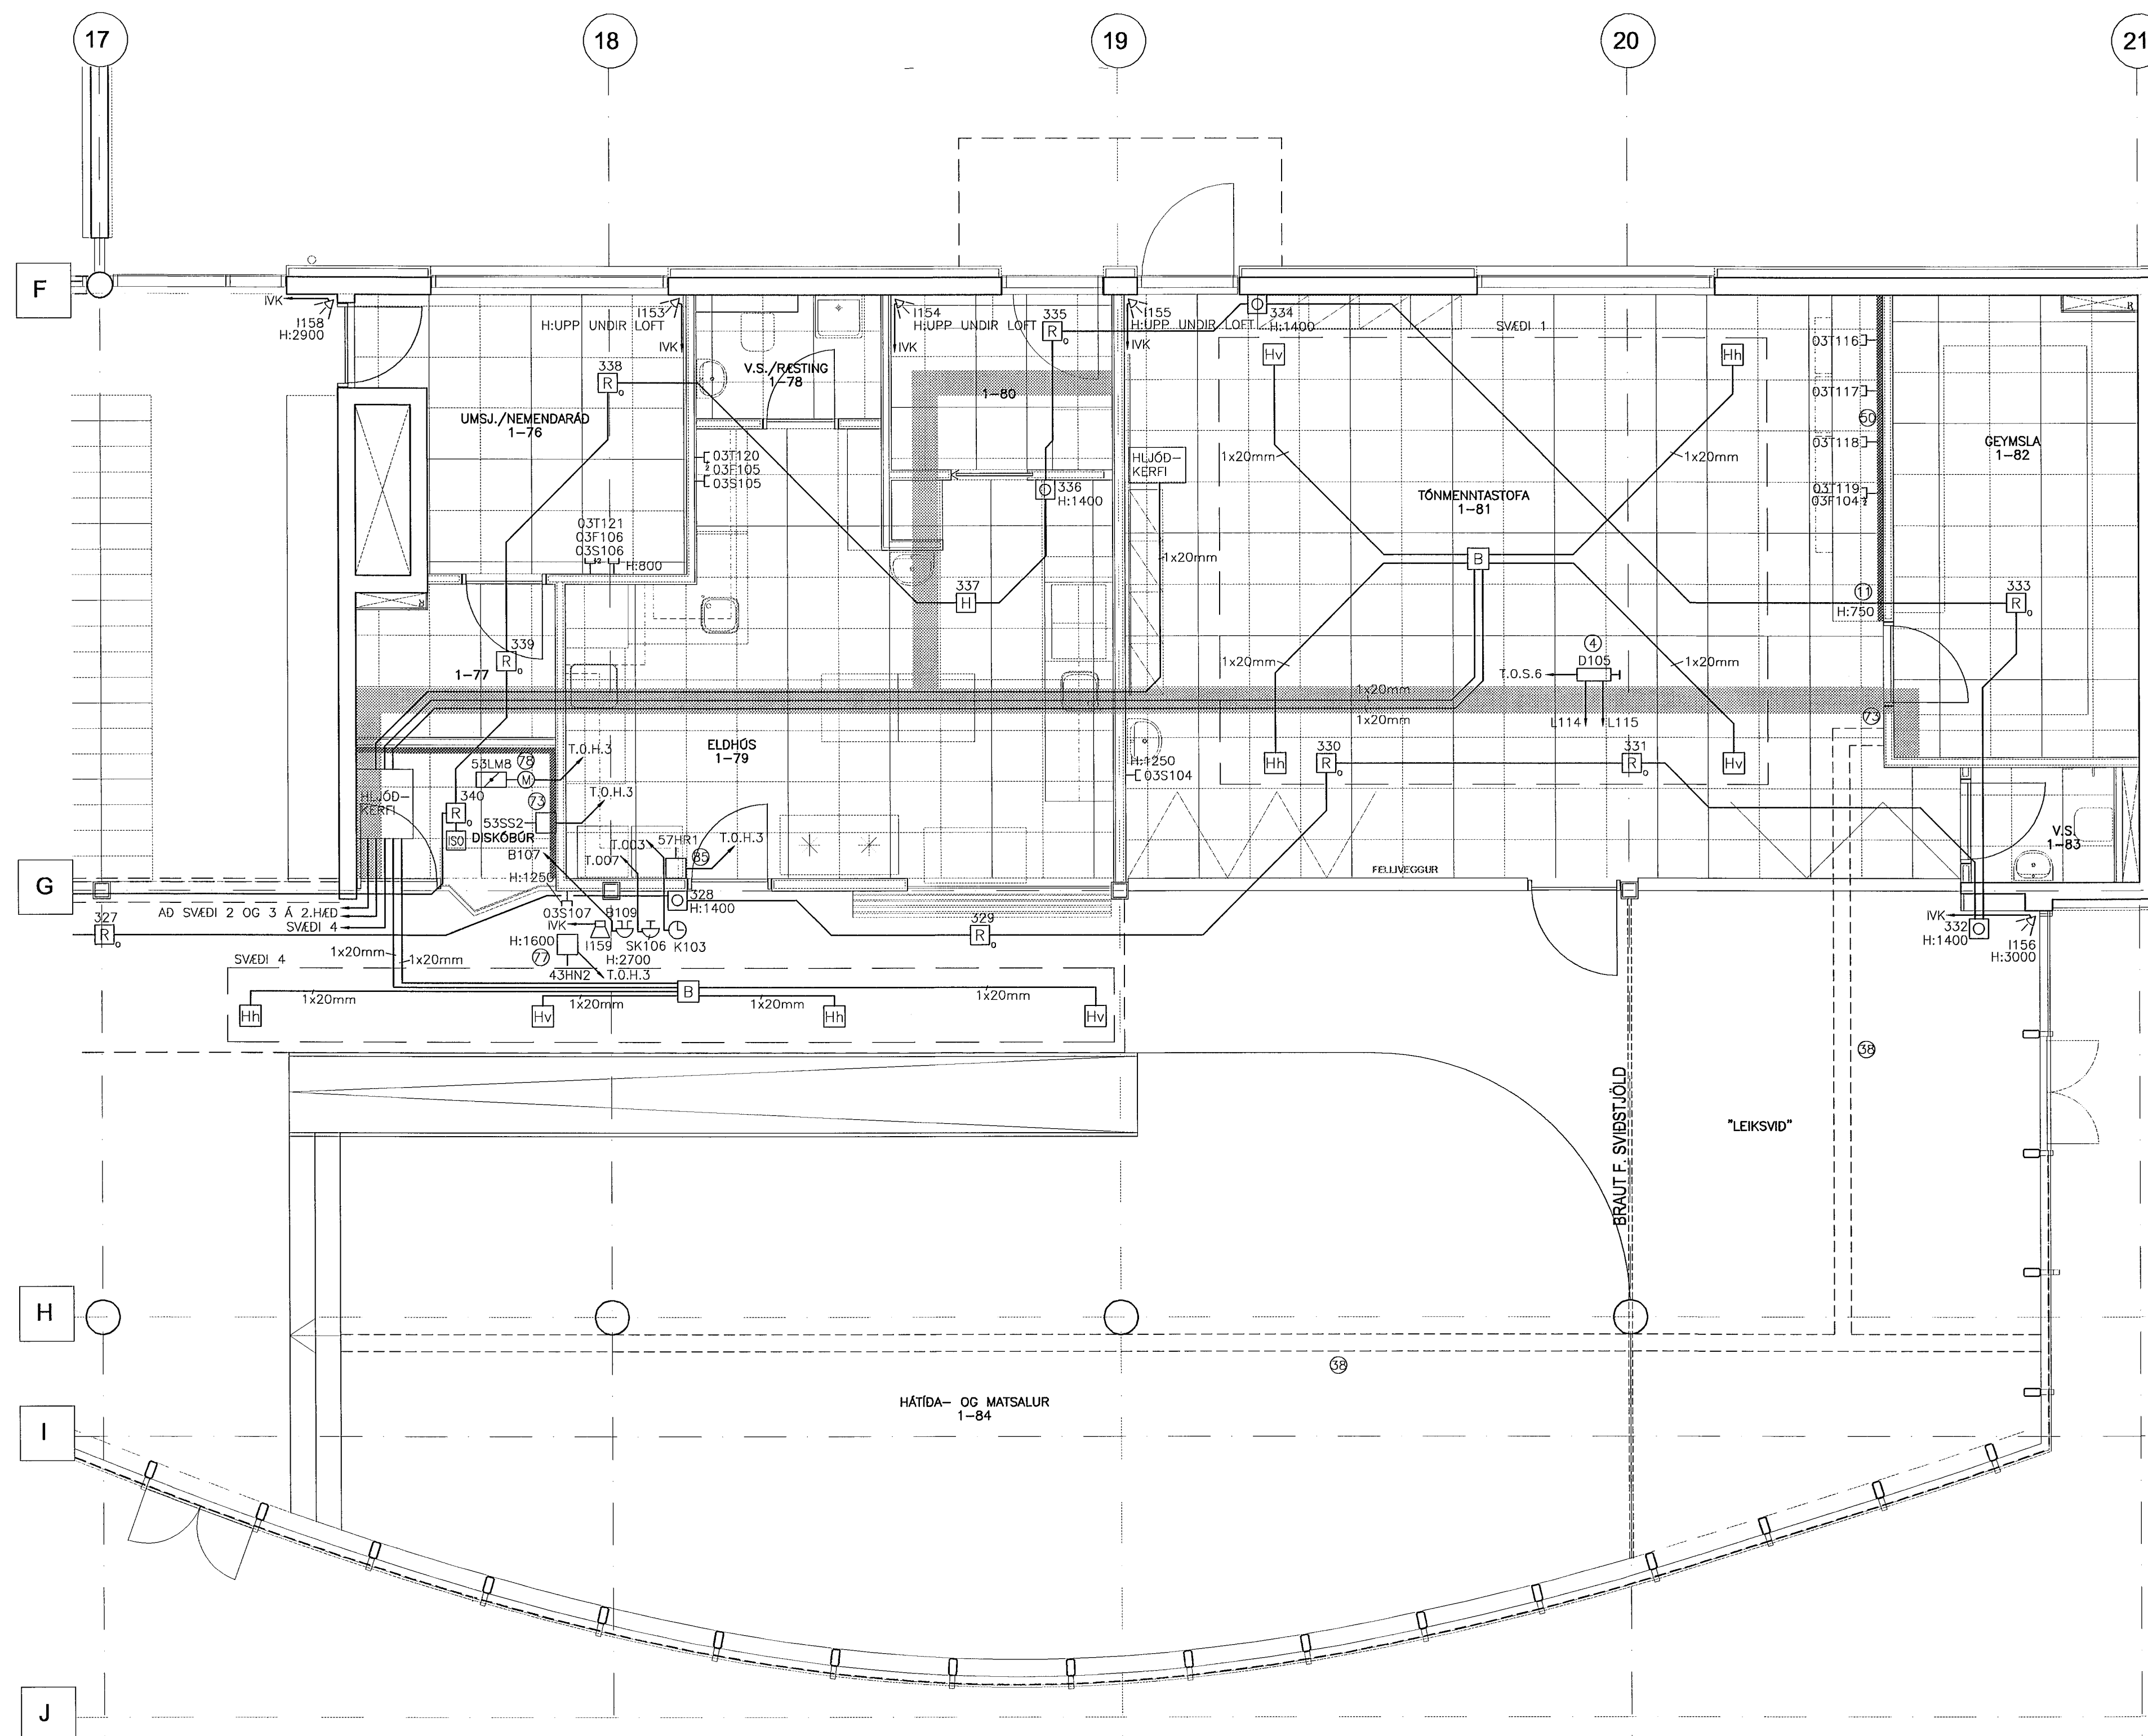 17
18
19
20
21
F
IVK
I158
H:2900
I153
H:UPP UNDIR LOFT
IVK
I154
H:UPP UNDIR LOFT
IVK
335
R
o
I155
H:UPP UNDIR LOFT
IVK
334
H:1400
SVÆDI 1
Hv
Hh
03T116
03T117
50
03T118
03T119
03F104
338
R
o
V.S./RÆSTING
1-78
1-80
UMSJ./NEMENDARÁD
1-76
03T120
03F105
03S105
HLJÓD-
KERFI
1x20mm
1x20mm
GEYMSLA
1-82
336
H:1400
TÓNMENNTASTOFA
1-81
03T121
03F106
03S106
H:800
1x20mm
B
337
H
11
H:750
333
R
o
339
R
o
1-77
1x20mm
4
D105
T.O.S.6
1x20mm
1x20mm
1x20mm
L114
L115
73
ELDHÚS
1-79
53LM8
78
M
T.O.H.3
HLJÓD-
KERFI
340
R
o
ISO
73
T.O.H.3
53SS2
DISKÓBÚR
H:1250
03S104
Hh
330
R
o
331
R
o
Hv
V.S.
1-83
B107
T.007
T.003
57HR1
85
T.O.H.3
H:1250
FELLIVEGGUR
G
AÐ SVÆDI 2 OG 3 Á 2.HÆD
SVÆDI 4
327
R
o
03S107
B109
328
H:1400
329
R
o
IVK
332
H:1400
I156
H:3000
IVK
I159
SK106
K103
H:1600
H:2700
77
43HN2
T.O.H.3
SVÆDI 4
1x20mm
1x20mm
1x20mm
1x20mm
1x20mm
1x20mm
B
Hh
Hv
Hh
Hv
38
BRAUT F. SVIÐSTJÖLD
"LEIKSVID"
H
38
HÁTÍDA- OG MATSALUR
1-84
I
J